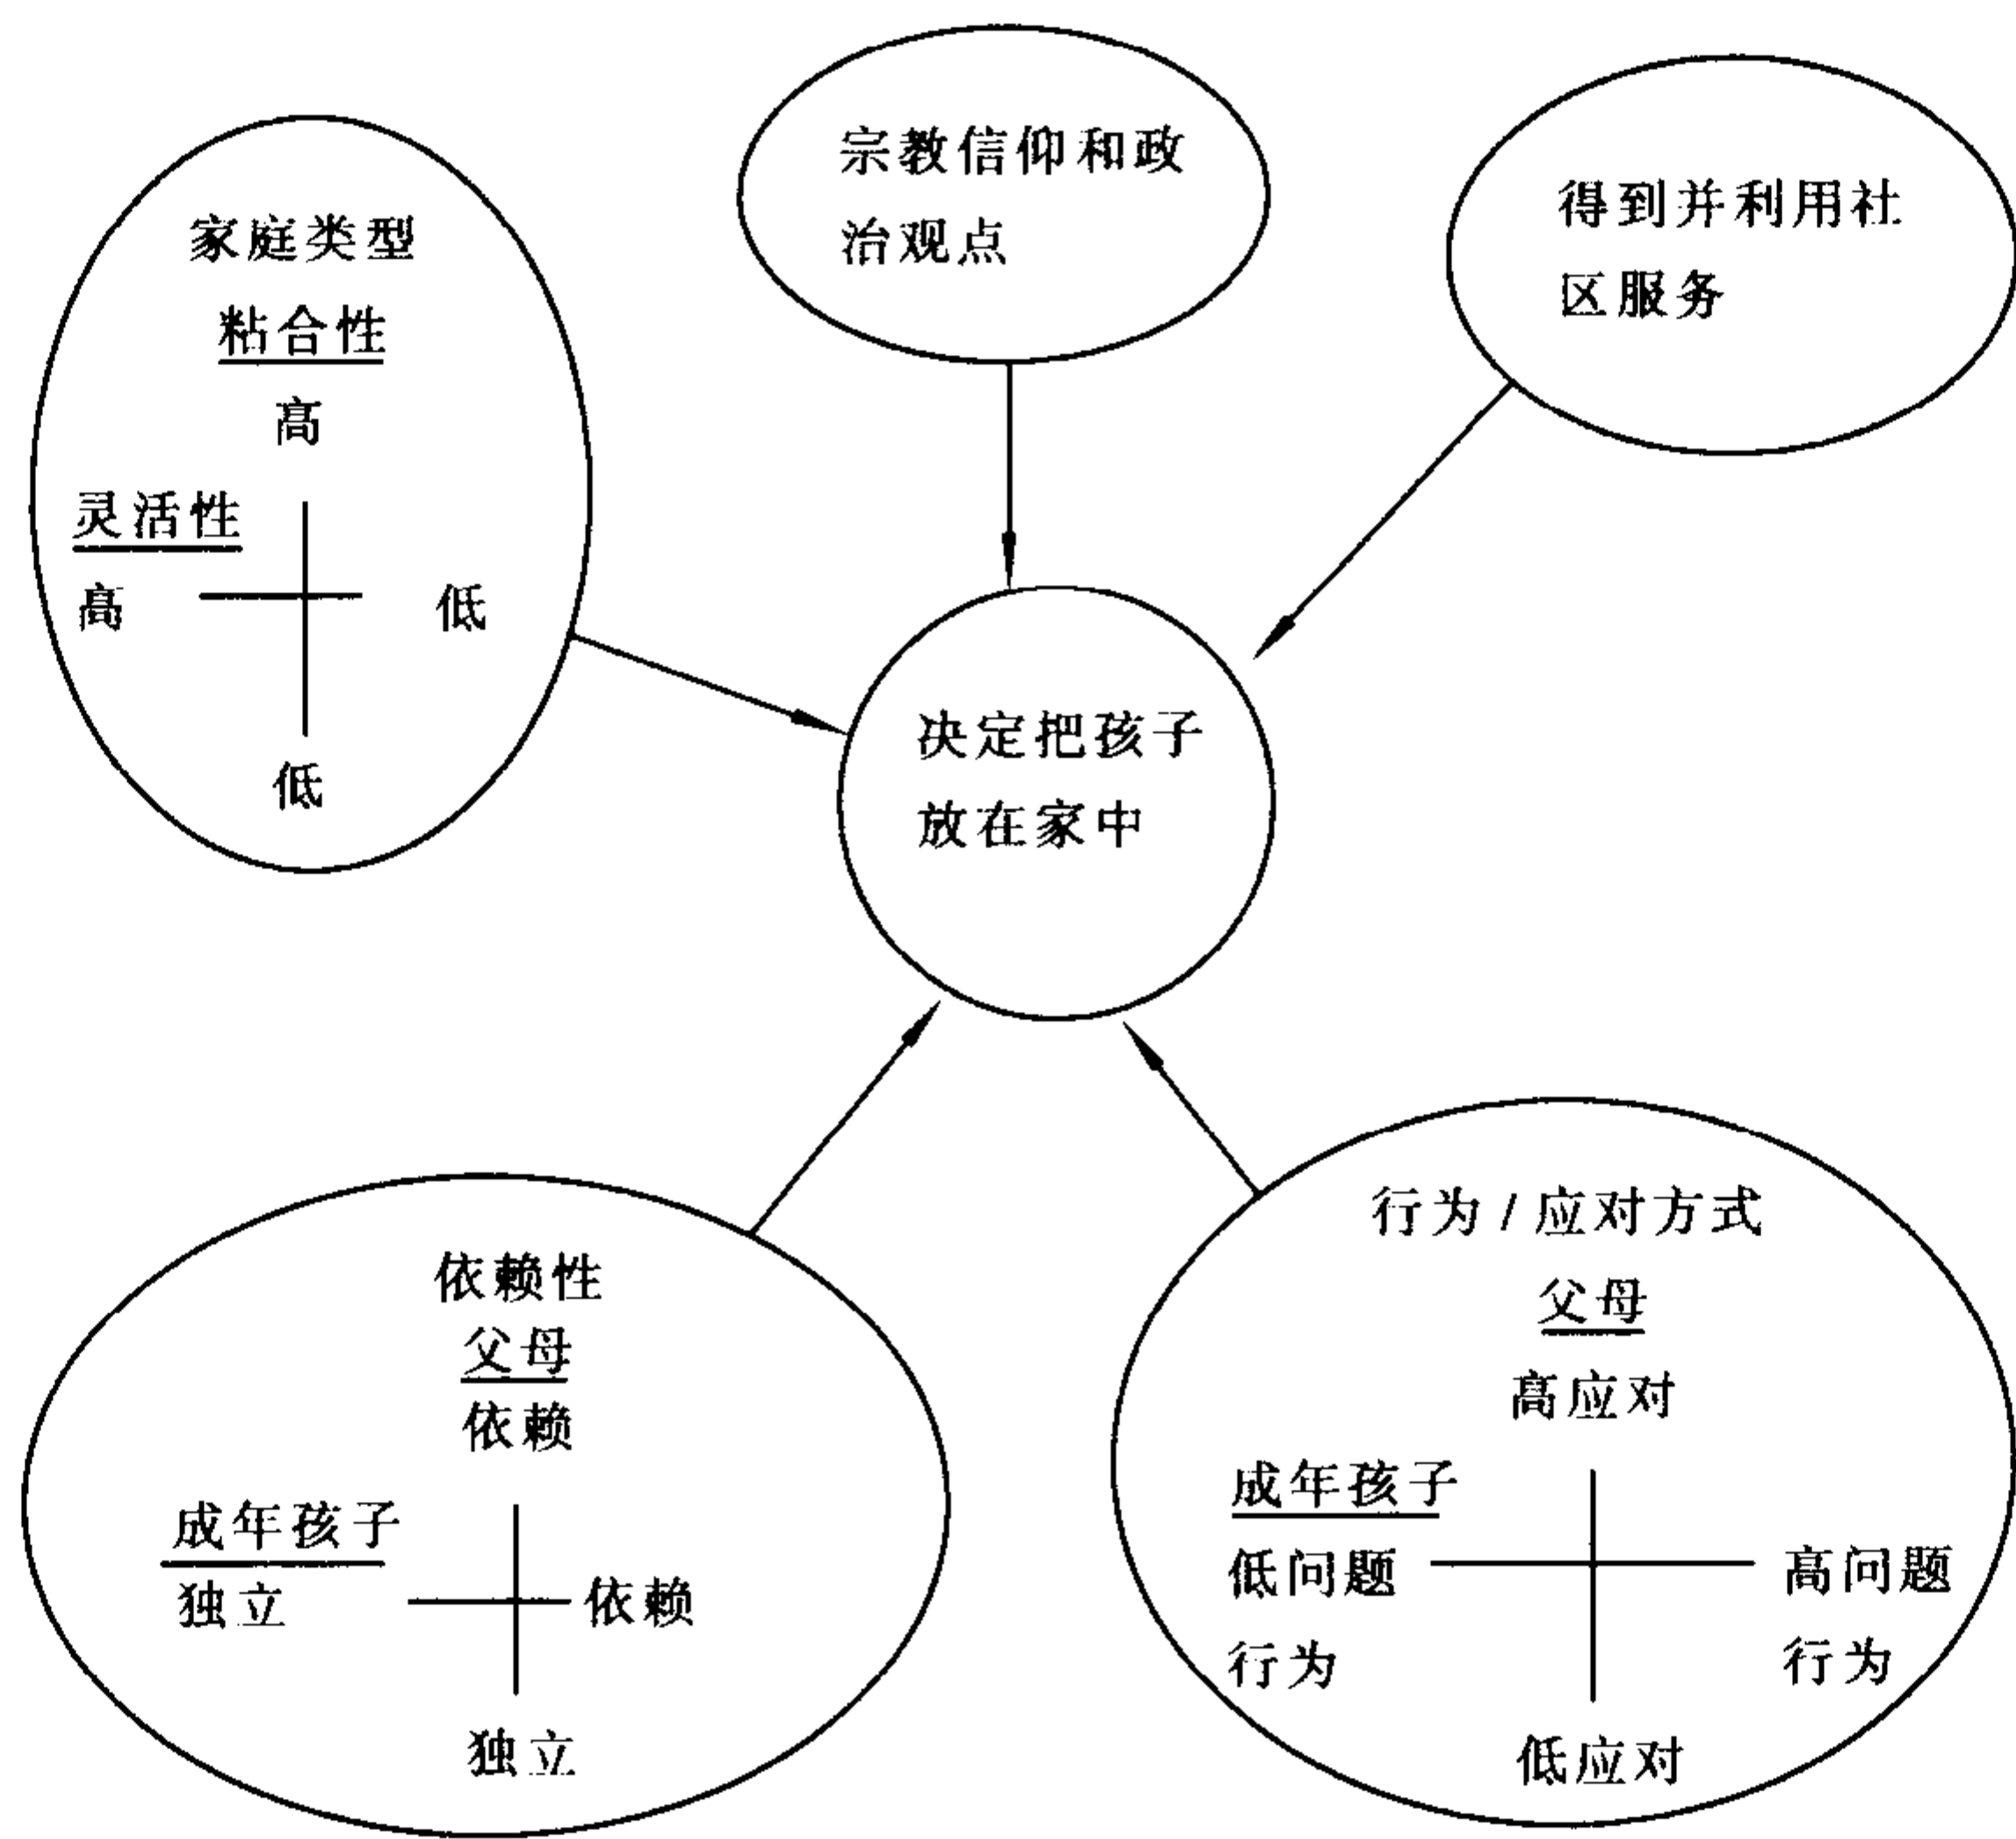 宗教信仰和政
治观点
得到并利用社
区服务
家庭类型
粘合性
高
灵活性
高
低
低
决定把孩子
放在家中
依赖性
父母
依赖
成年孩子
独立
依赖
独立
行为/应对方式
父母
高应对
成年孩子
低问题
行为
高问题
行为
低应对